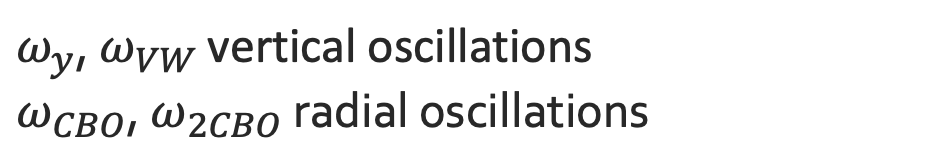 ω_y, ω_VW vertical oscillations
ω_CBO, ω_2CBO radial oscillations